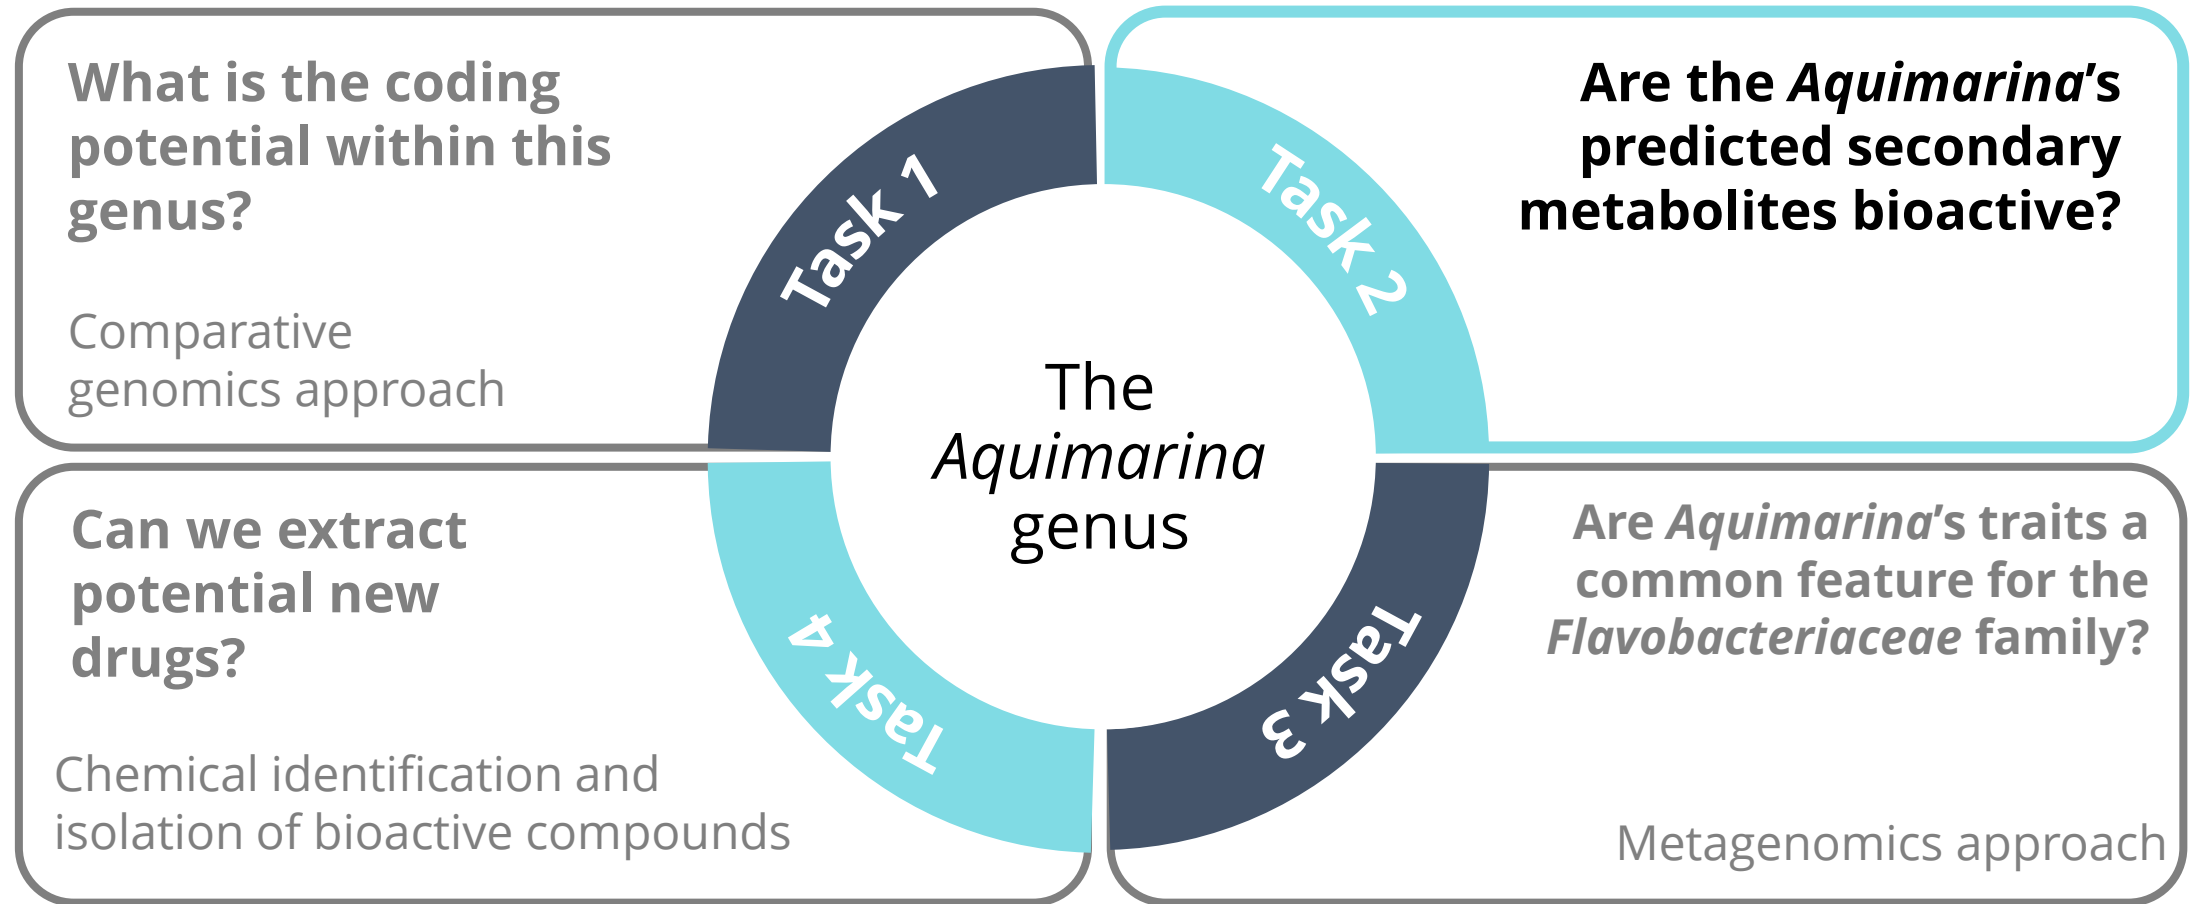 What is the coding
potential within this
genus?
Comparative
genomics approach
Task 1
Task 2
Are the Aquimarina's
predicted secondary
metabolites bioactive?
The
Aquimarina
genus
Can we extract
potential new
drugs?
Chemical identification and
isolation of bioactive compounds
Task 4
Task 3
Are Aquimarina's traits a
common feature for the
Flavobacteriaceae family?
Metagenomics approach